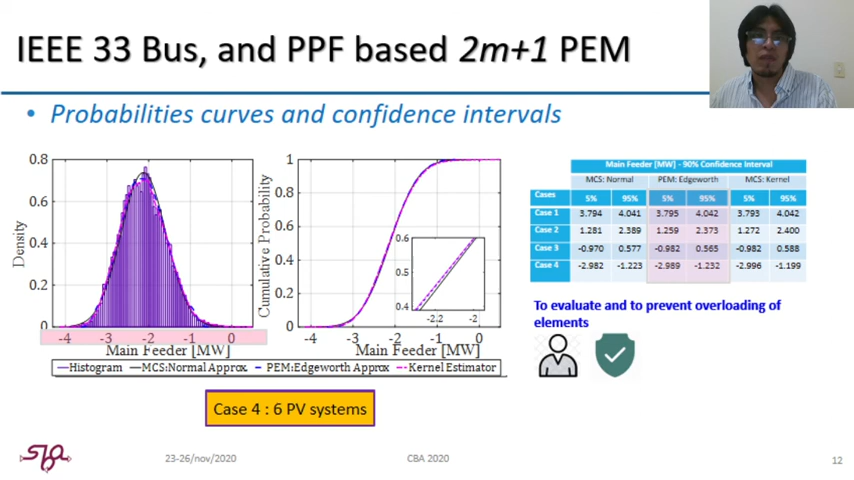 IEEE 33 Bus, and PPF based 2m+1 PEM
• Probabilities curves and confidence intervals
0.8
0.6
0.4
0.2
0
Density
-4 -3 -2 -1 0
Main Feeder [MW]
1
0.8
0.6
0.4
0.2
0
Cumulative Probability
0.6
0.5
0.4
-2.2 -2
-4 -3 -2 -1 0
Main Feeder [MW]
Histogram MCS:Normal Approx. PEM:Edgeworth Approx Kernel Estimator
Case 4 : 6 PV systems
Main Feeder [MW] - 90% Confidence Interval
MCS: Normal PEM: Edgeworth MCS: Kernel
Cases 5% 95% 5% 95% 5% 95%
Case 1 3.794 4.041 3.795 4.042 3.793 4.042
Case 2 1.281 2.389 1.259 2.373 1.272 2.400
Case 3 -0.970 0.577 -0.982 0.565 -0.982 0.588
Case 4 -2.982 -1.223 -2.989 -1.232 -2.996 -1.199
To evaluate and to prevent overloading of
elements
sba
23-26/nov/2020
CBA 2020
12